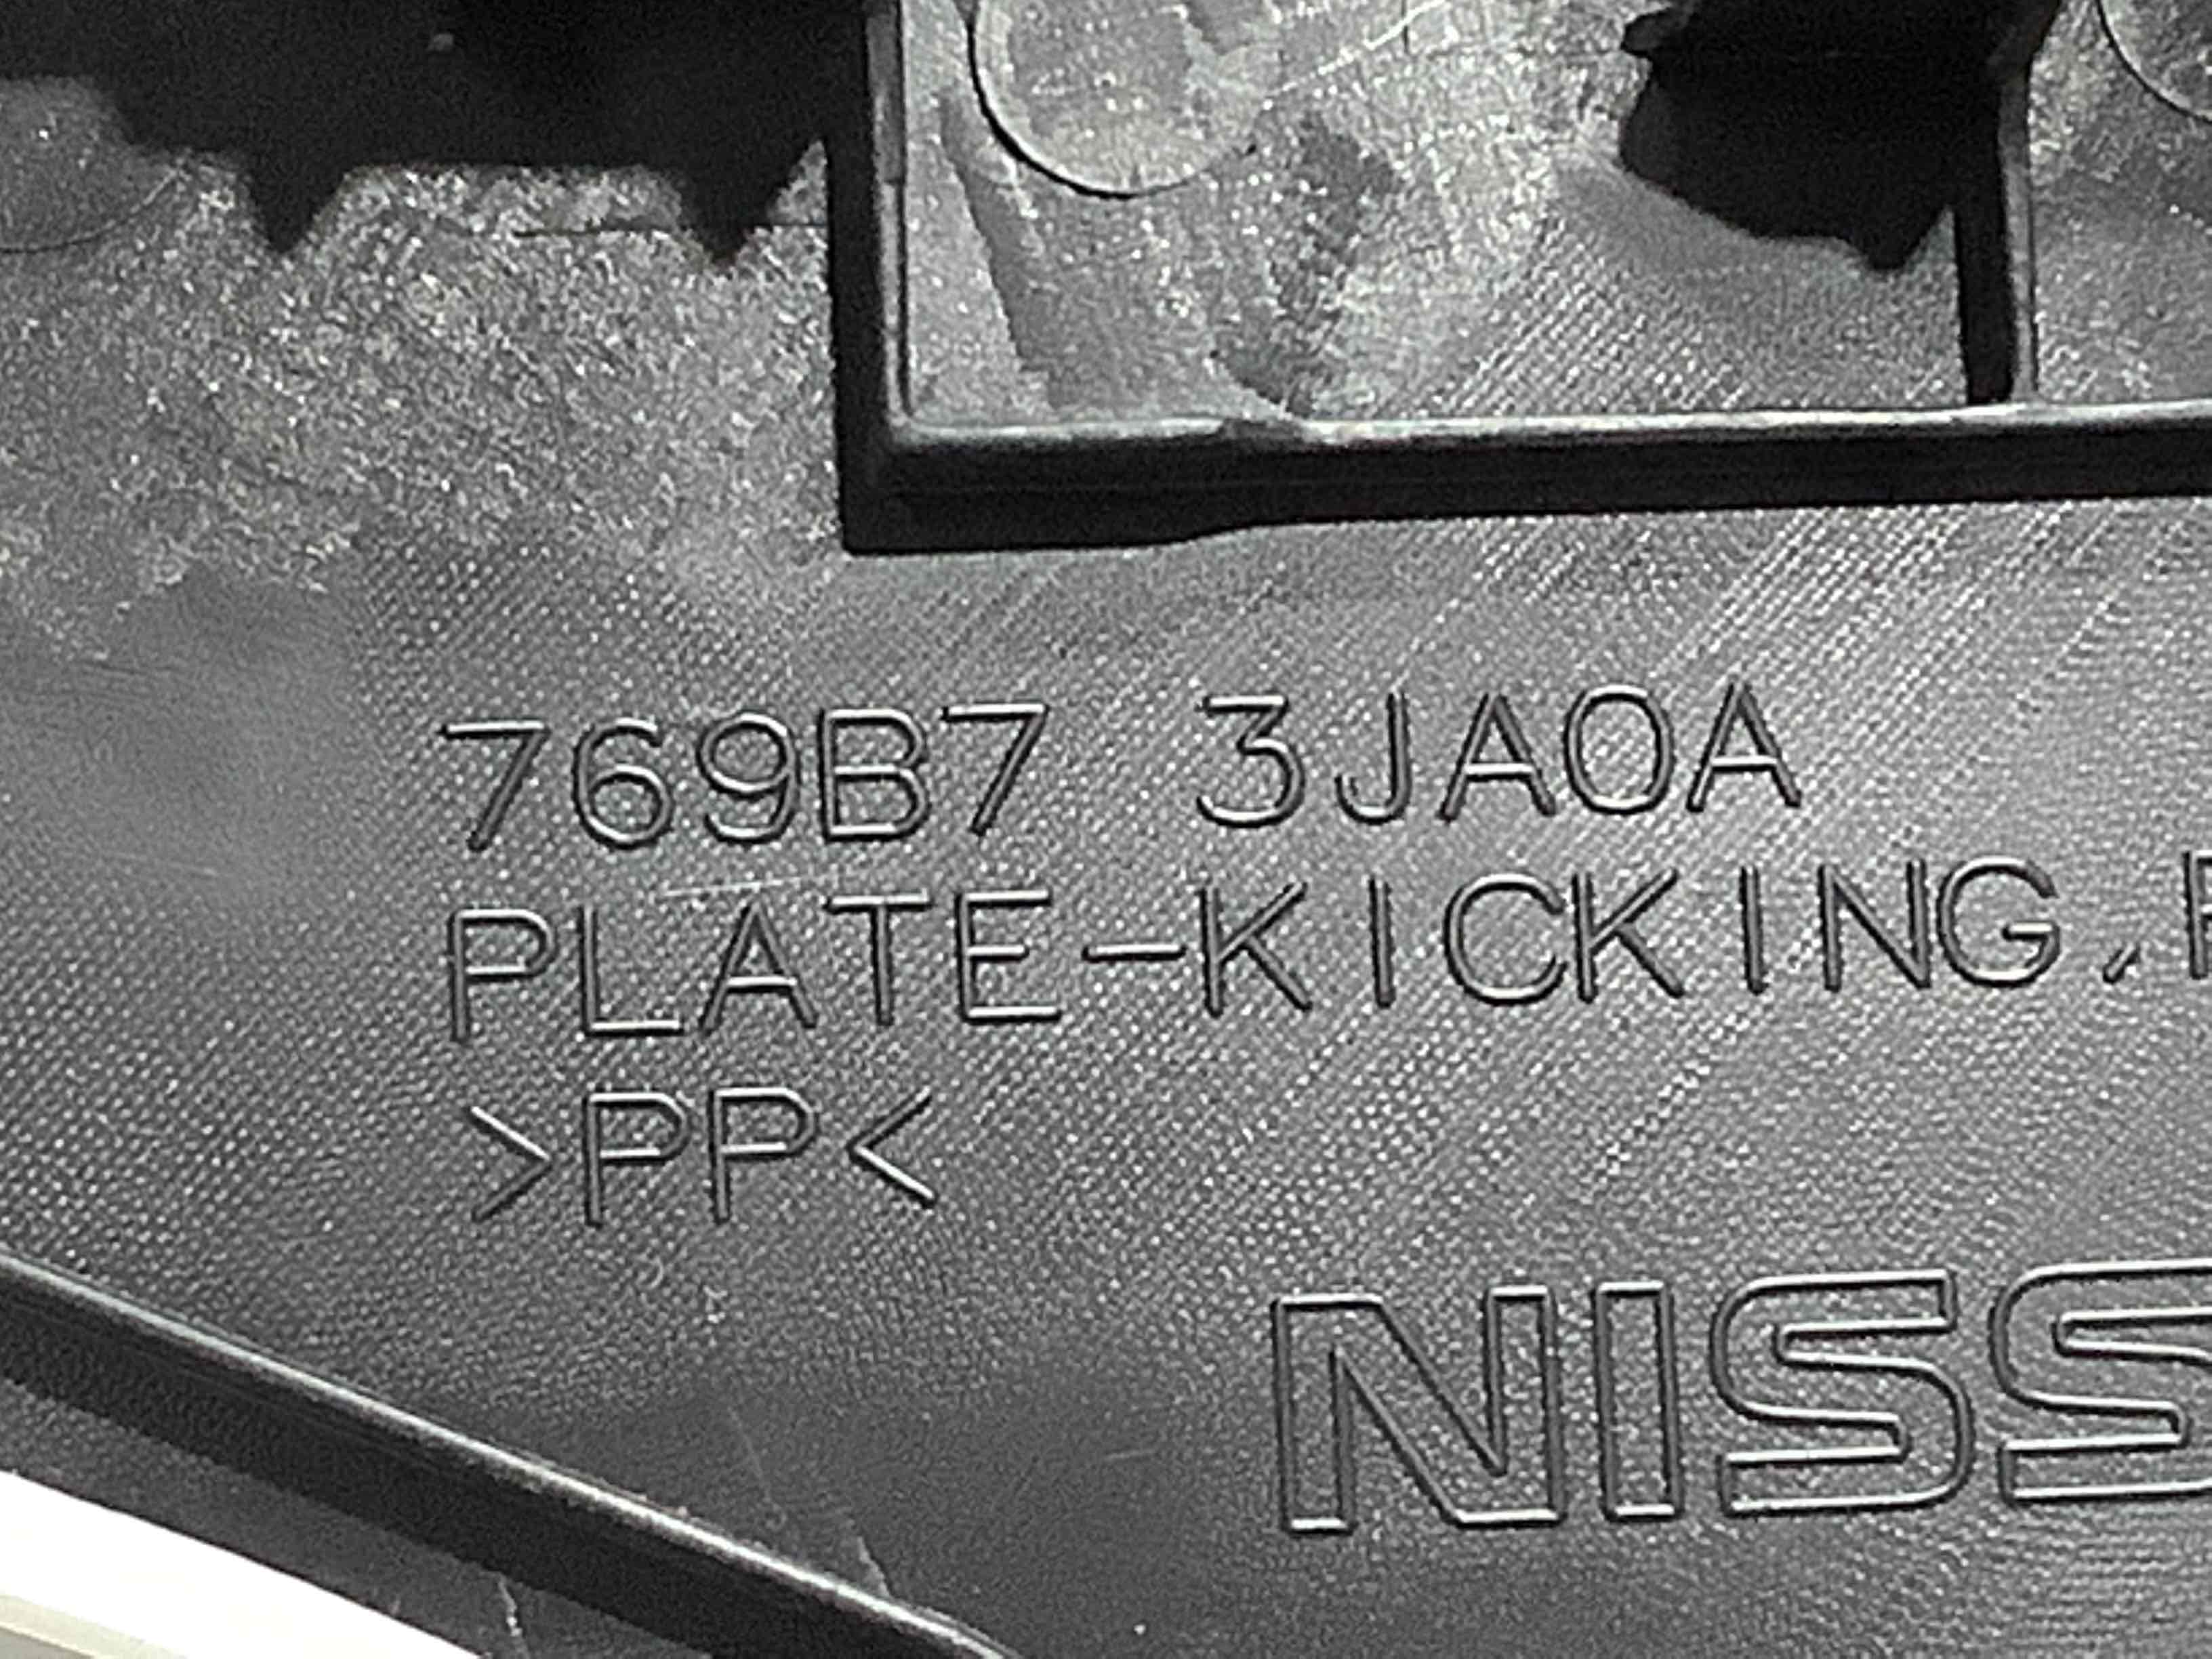 769B7 3JA0A
PLATE-KICKING,
>PP<
NISS